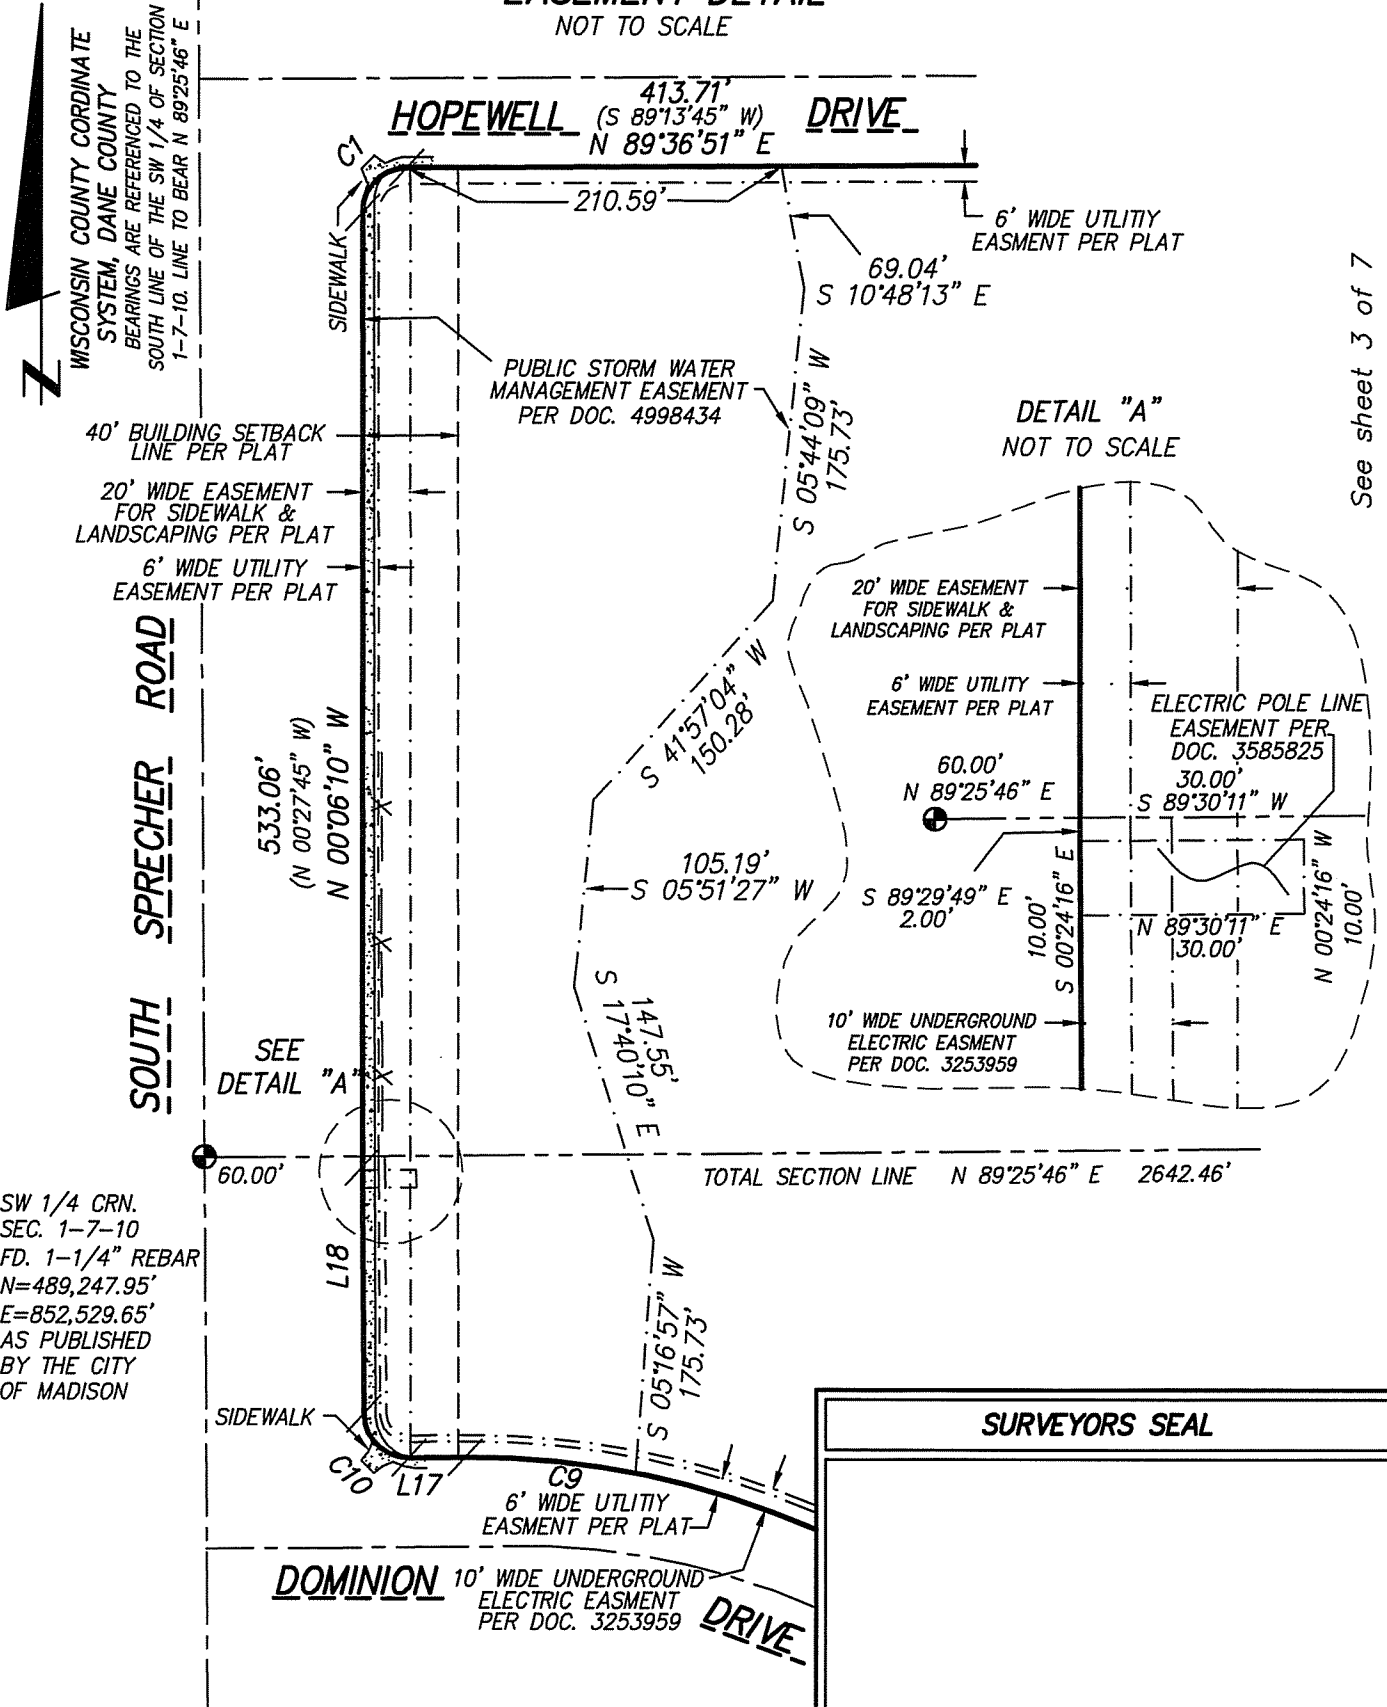 EASEMENT DETAIL
NOT TO SCALE
WISCONSIN COUNTY CORDINATE
SYSTEM, DANE COUNTY
BEARINGS ARE REFERENCED TO THE
SOUTH LINE OF THE SW 1/4 OF SECTION
1-7-10. LINE TO BEAR N 89°25'46" E
Z
HOPEWELL DRIVE
413.71'
(S 89°13'45" W)
N 89°36'51" E
C1
210.59'
SIDEWALK
6' WIDE UTLITIY
EASMENT PER PLAT
69.04'
S 10°48'13" E
PUBLIC STORM WATER
MANAGEMENT EASEMENT
PER DOC. 4998434
S 05°44'09" W
175.73'
See sheet 3 of 7
40' BUILDING SETBACK
LINE PER PLAT
20' WIDE EASEMENT
FOR SIDEWALK &
LANDSCAPING PER PLAT
6' WIDE UTILITY
EASEMENT PER PLAT
DETAIL "A"
NOT TO SCALE
20' WIDE EASEMENT
FOR SIDEWALK &
LANDSCAPING PER PLAT
6' WIDE UTILITY
EASEMENT PER PLAT
ELECTRIC POLE LINE
EASEMENT PER
DOC. 3585825
60.00'
N 89°25'46" E
30.00'
S 89°30'11" W
S 89°29'49" E
2.00'
10.00'
S 00°24'16" E
N 89°30'11" E
30.00'
N 00°24'16" W
10.00'
10' WIDE UNDERGROUND
ELECTRIC EASMENT
PER DOC. 3253959
SOUTH SPRECHER ROAD
533.06'
(N 00°27'45" W)
N 00°06'10" W
S 41°57'04" W
150.28'
105.19'
S 05°51'27" W
147.55'
S 17°40'10" E
SEE
DETAIL "A"
60.00'
TOTAL SECTION LINE N 89°25'46" E 2642.46'
SW 1/4 CRN.
SEC. 1-7-10
FD. 1-1/4" REBAR
N=489,247.95'
E=852,529.65'
AS PUBLISHED
BY THE CITY
OF MADISON
L18
S 05°16'57" W
175.73'
SIDEWALK
C10
L17
C9
6' WIDE UTLITIY
EASMENT PER PLAT
DOMINION DRIVE
10' WIDE UNDERGROUND
ELECTRIC EASMENT
PER DOC. 3253959
SURVEYORS SEAL